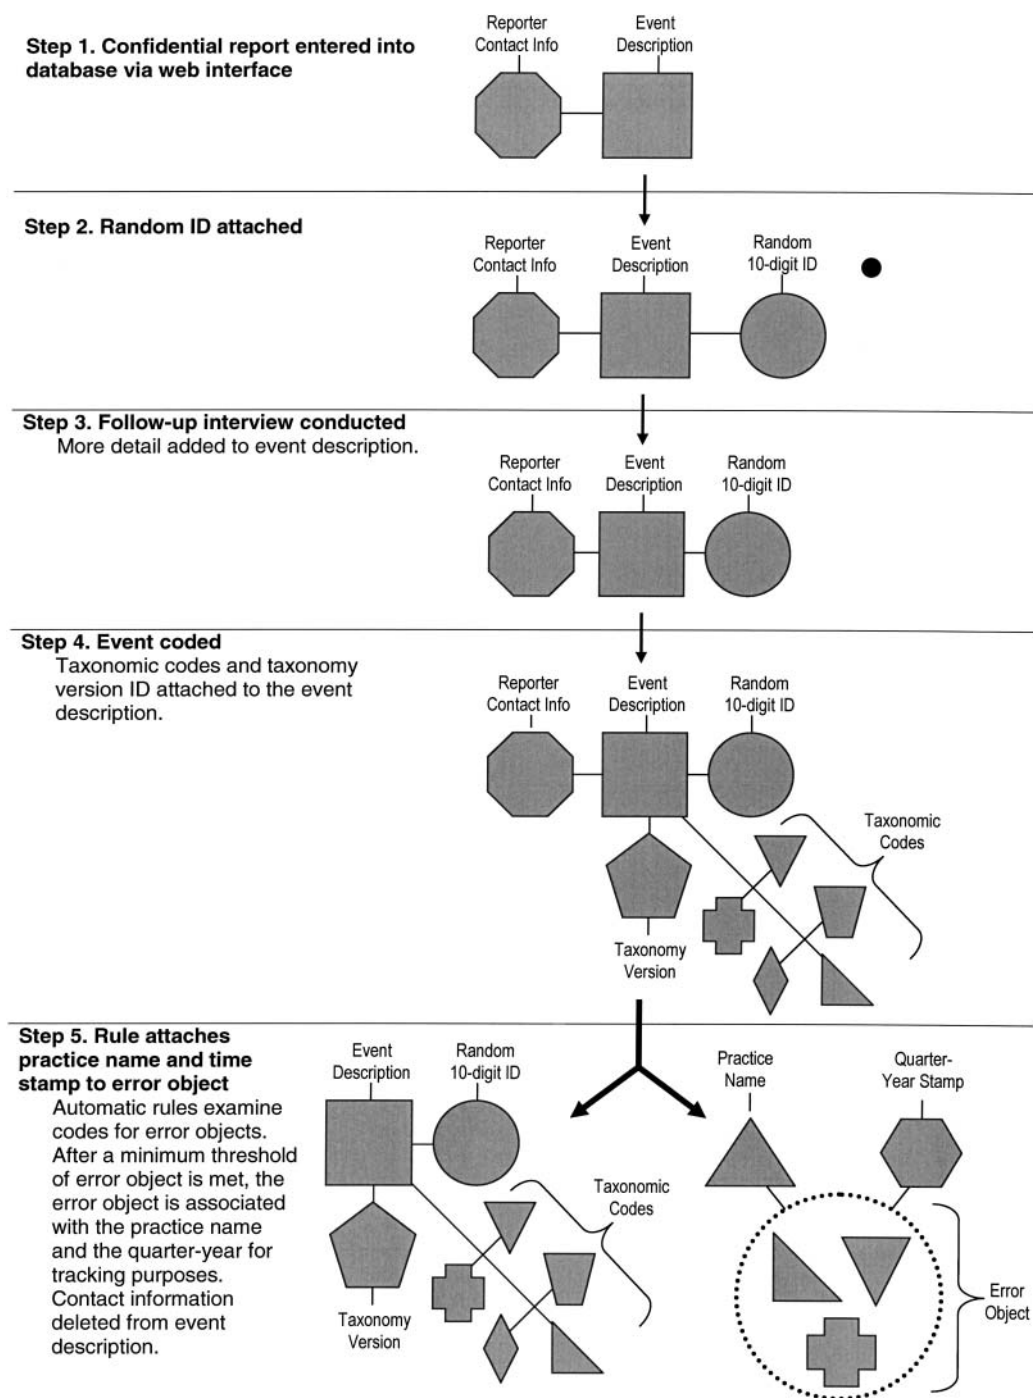 Step 1. Confidential report entered into
database via web interface
Reporter
Contact Info
Event
Description
Step 2. Random ID attached
Reporter
Contact Info
Event
Description
Random
10-digit ID
Step 3. Follow-up interview conducted
More detail added to event description.
Reporter
Contact Info
Event
Description
Random
10-digit ID
Step 4. Event coded
Taxonomic codes and taxonomy
version ID attached to the event
description.
Reporter
Contact Info
Event
Description
Random
10-digit ID
Taxonomic
Codes
Taxonomy
Version
Step 5. Rule attaches
practice name and time
stamp to error object
Automatic rules examine
codes for error objects.
After a minimum threshold
of error object is met, the
error object is associated
with the practice name
and the quarter-year for
tracking purposes.
Contact information
deleted from event
description.
Event
Description
Random
10-digit ID
Taxonomic
Codes
Taxonomy
Version
Practice
Name
Quarter-
Year Stamp
Error
Object